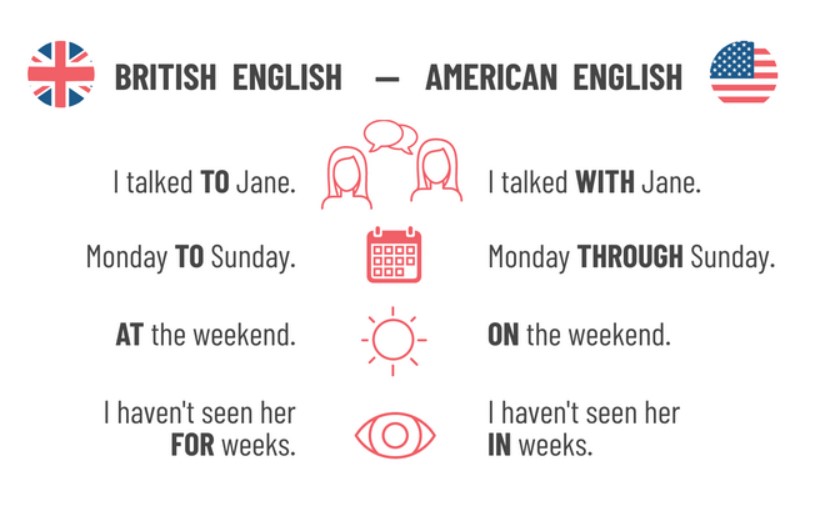 BRITISH ENGLISH — AMERICAN ENGLISH
I talked TO Jane.
I talked WITH Jane.
Monday TO Sunday.
Monday THROUGH Sunday.
AT the weekend.
ON the weekend.
I haven't seen her
FOR weeks.
I haven't seen her
IN weeks.